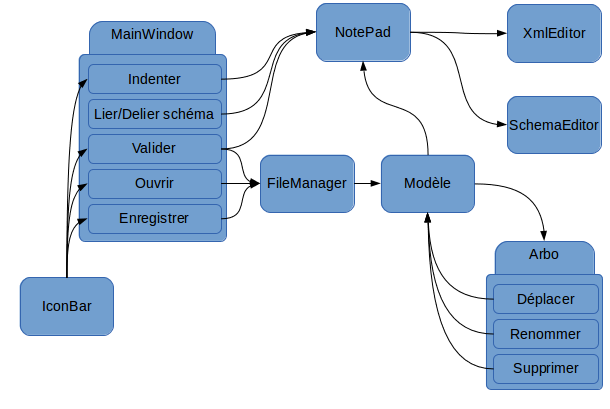 MainWindow
Indenter
Lier/Delier schéma
Valider
Ouvrir
Enregistrer
IconBar
NotePad
FileManager
Modèle
XmlEditor
SchemaEditor
Arbo
Déplacer
Renommer
Supprimer